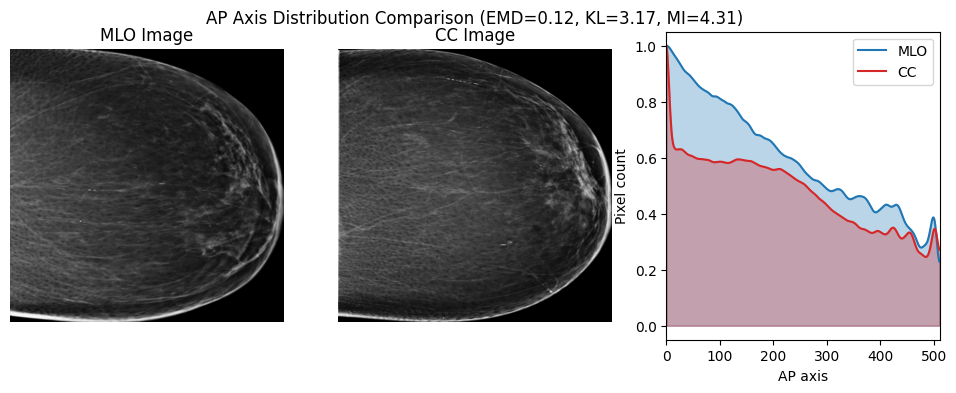 AP Axis Distribution Comparison (EMD=0.12, KL=3.17, MI=4.31)
MLO Image
CC Image
MLO
CC
Pixel count
1.0
0.8
0.6
0.4
0.2
0.0
0 100 200 300 400 500
AP axis